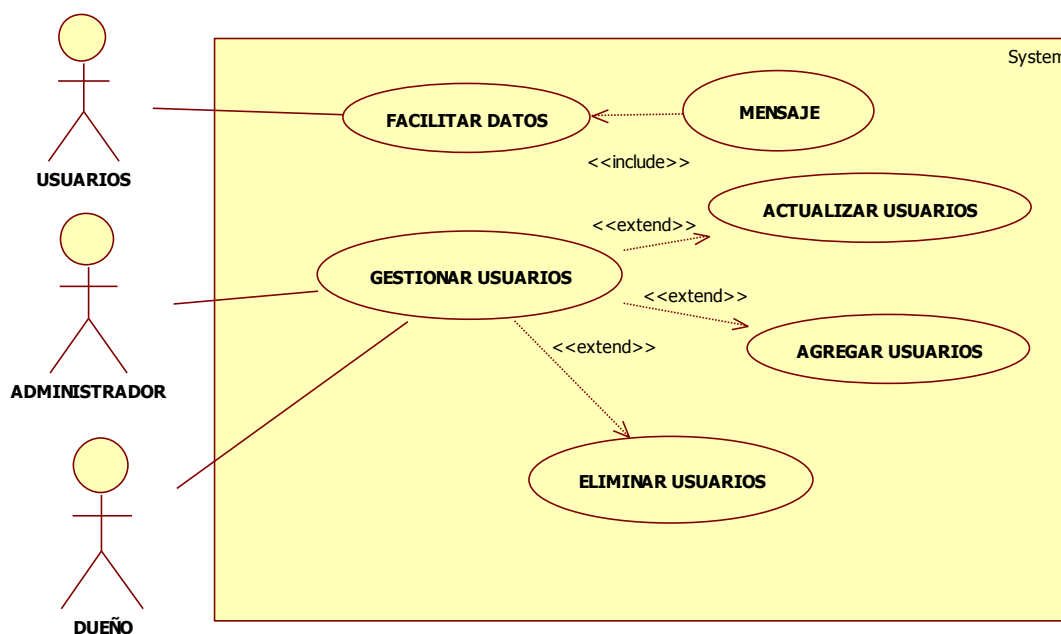 System
USUARIOS
FACILITAR DATOS
MENSAJE
<<include>>
ACTUALIZAR USUARIOS
<<extend>>
GESTIONAR USUARIOS
<<extend>>
<<extend>>
AGREGAR USUARIOS
ADMINISTRADOR
ELIMINAR USUARIOS
DUEÑO